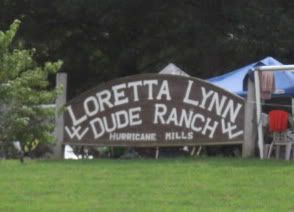 LORETTA LYNN
DUDE RANCH
HURRICANE MILLS